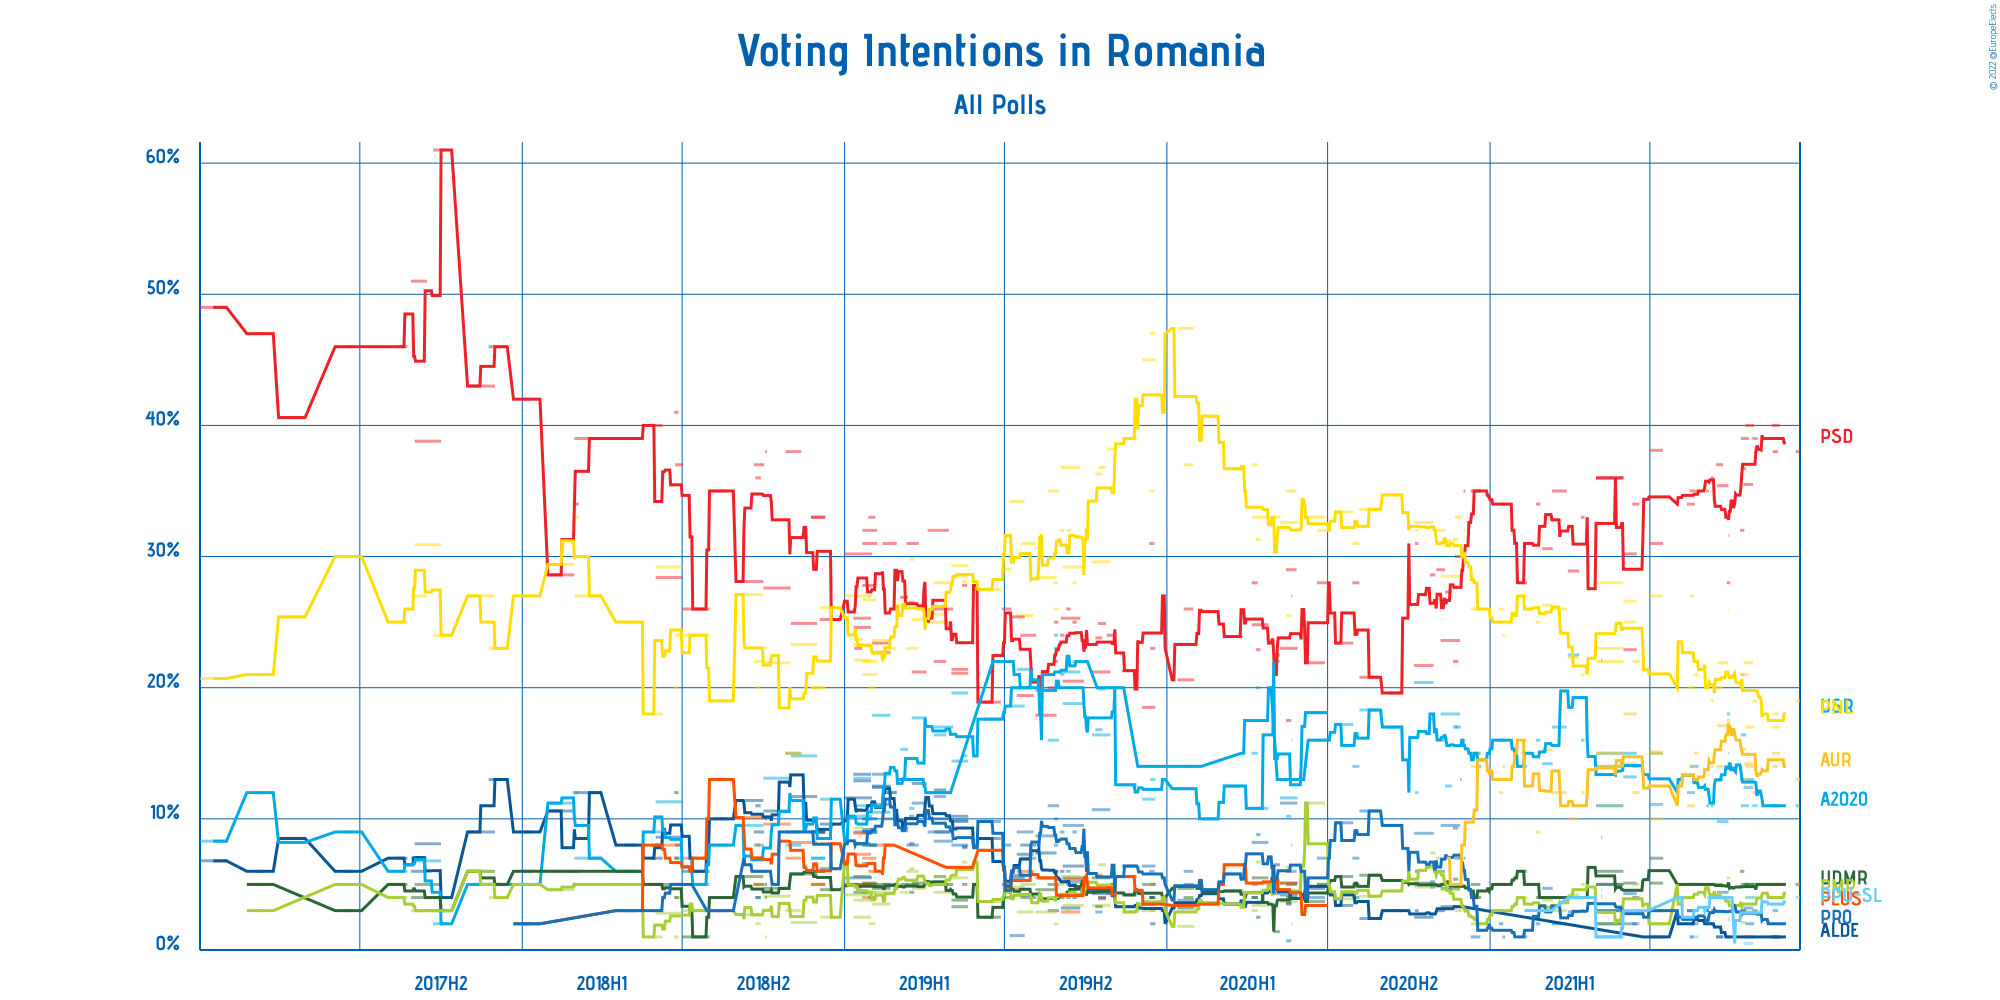 © 2022 @EuropeElects
Voting Intentions in Romania
All Polls
60%
50%
40%
30%
20%
10%
0%
PSD
AUR
A2020
UDMR
PLUS
PRO
ALDE
2017H2
2018H1
2018H2
2019H1
2019H2
2020H1
2020H2
2021H1